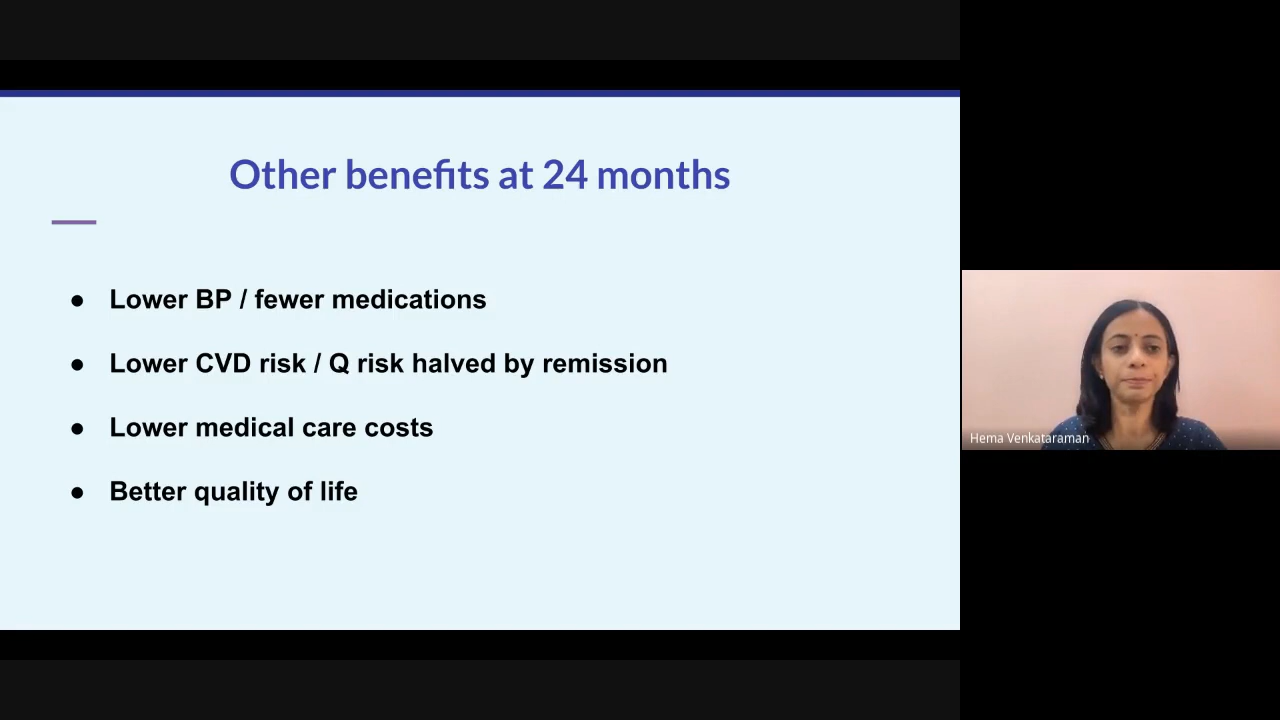 Other benefits at 24 months
● Lower BP / fewer medications
● Lower CVD risk / Q risk halved by remission
● Lower medical care costs
● Better quality of life
Hema Venkataraman